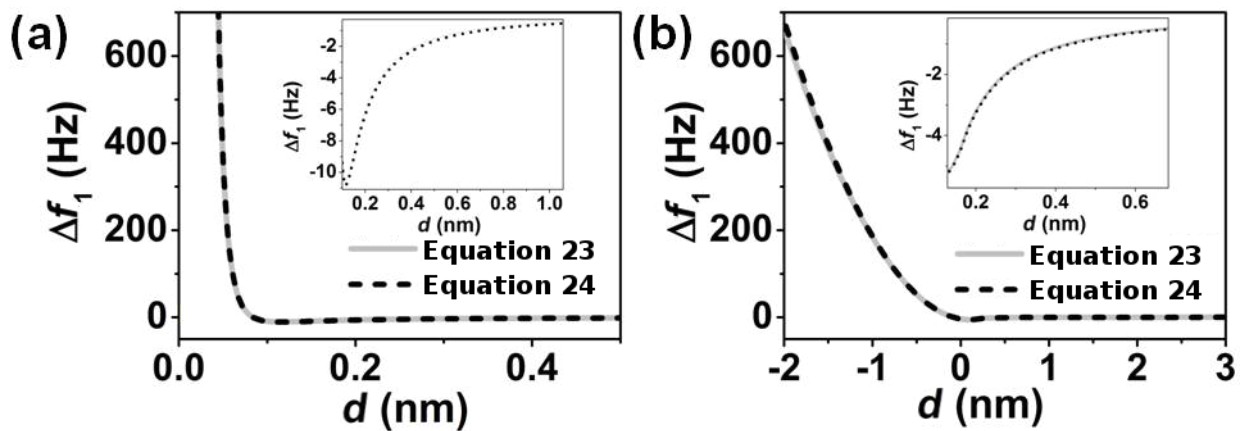 (a)
Δf1 (Hz)
600
400
200
0
0.0 0.2 0.4
d (nm)
Δf1 (Hz)
-2
-4
-6
-8
-10
0.2 0.4 0.6 0.8 1.0
d (nm)
Equation 23
Equation 24
(b)
Δf1 (Hz)
600
400
200
0
-2 -1 0 1 2 3
d (nm)
Δf1 (Hz)
-2
-4
0.2 0.4 0.6
d (nm)
Equation 23
Equation 24